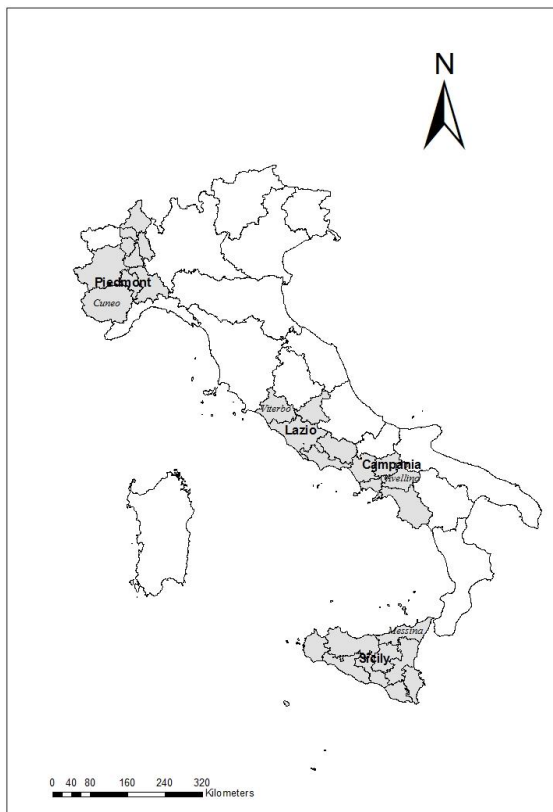 N
Piedmont
Cuneo
Viterbo
Lazio
Campania
Avellino
Messina
Sicily
0 40 80 160 240 320
Kilometers